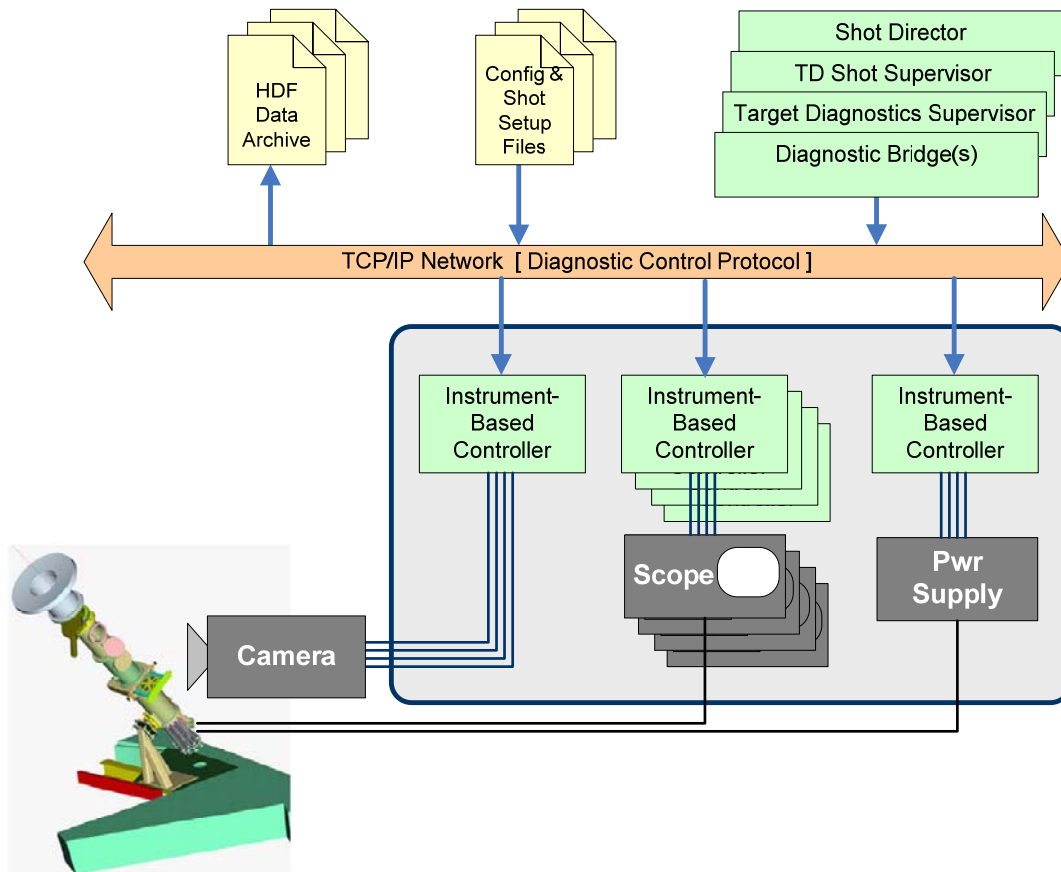 HDF
Data
Archive
Config &
Shot
Setup
Files
Shot Director
TD Shot Supervisor
Target Diagnostics Supervisor
Diagnostic Bridge(s)
TCP/IP Network [ Diagnostic Control Protocol ]
Instrument-
Based
Controller
Instrument-
Based
Controller
Instrument-
Based
Controller
Scope
Pwr
Supply
Camera